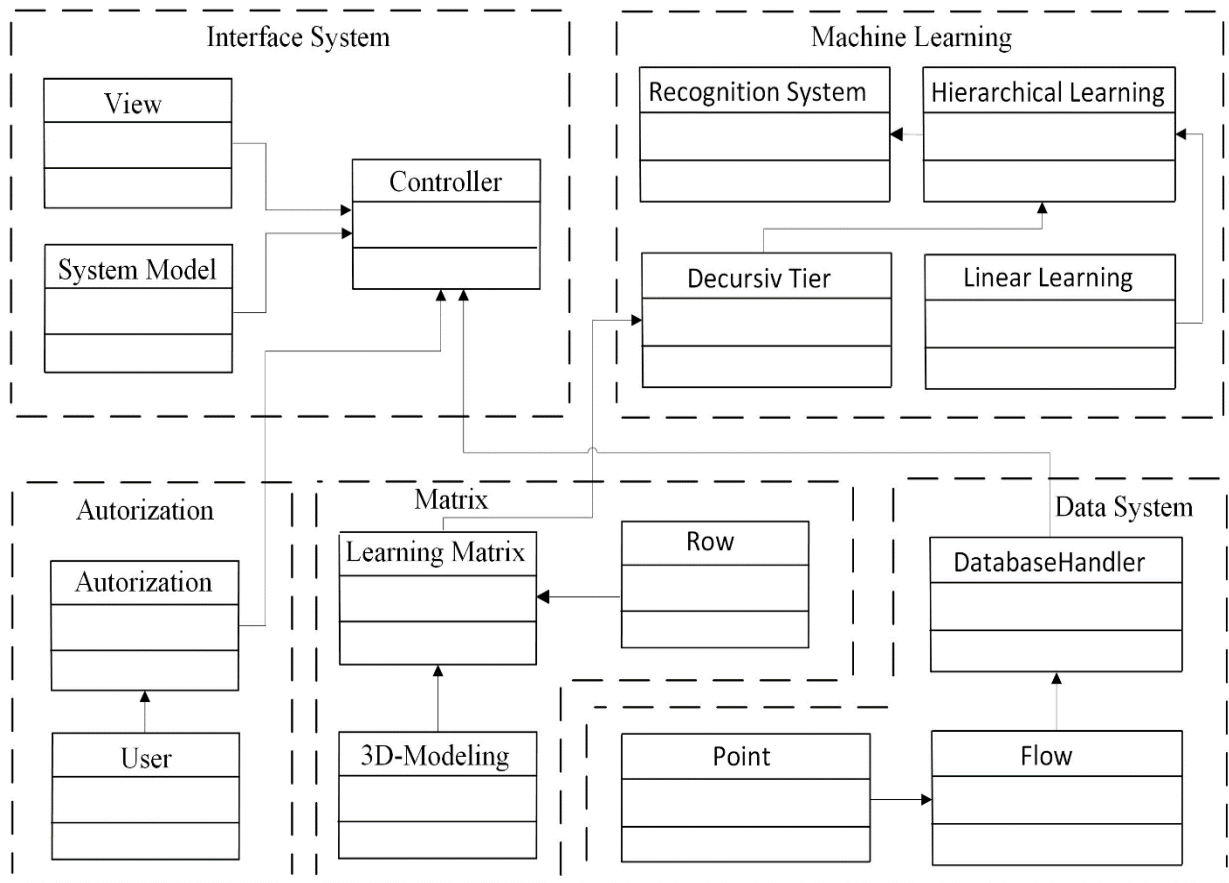 Interface System
View
Controller
System Model
Machine Learning
Recognition System
Hierarchical Learning
Decursiv Tier
Linear Learning
Autorization
Autorization
User
Matrix
Learning Matrix
Row
3D-Modeling
Data System
DatabaseHandler
Point
Flow